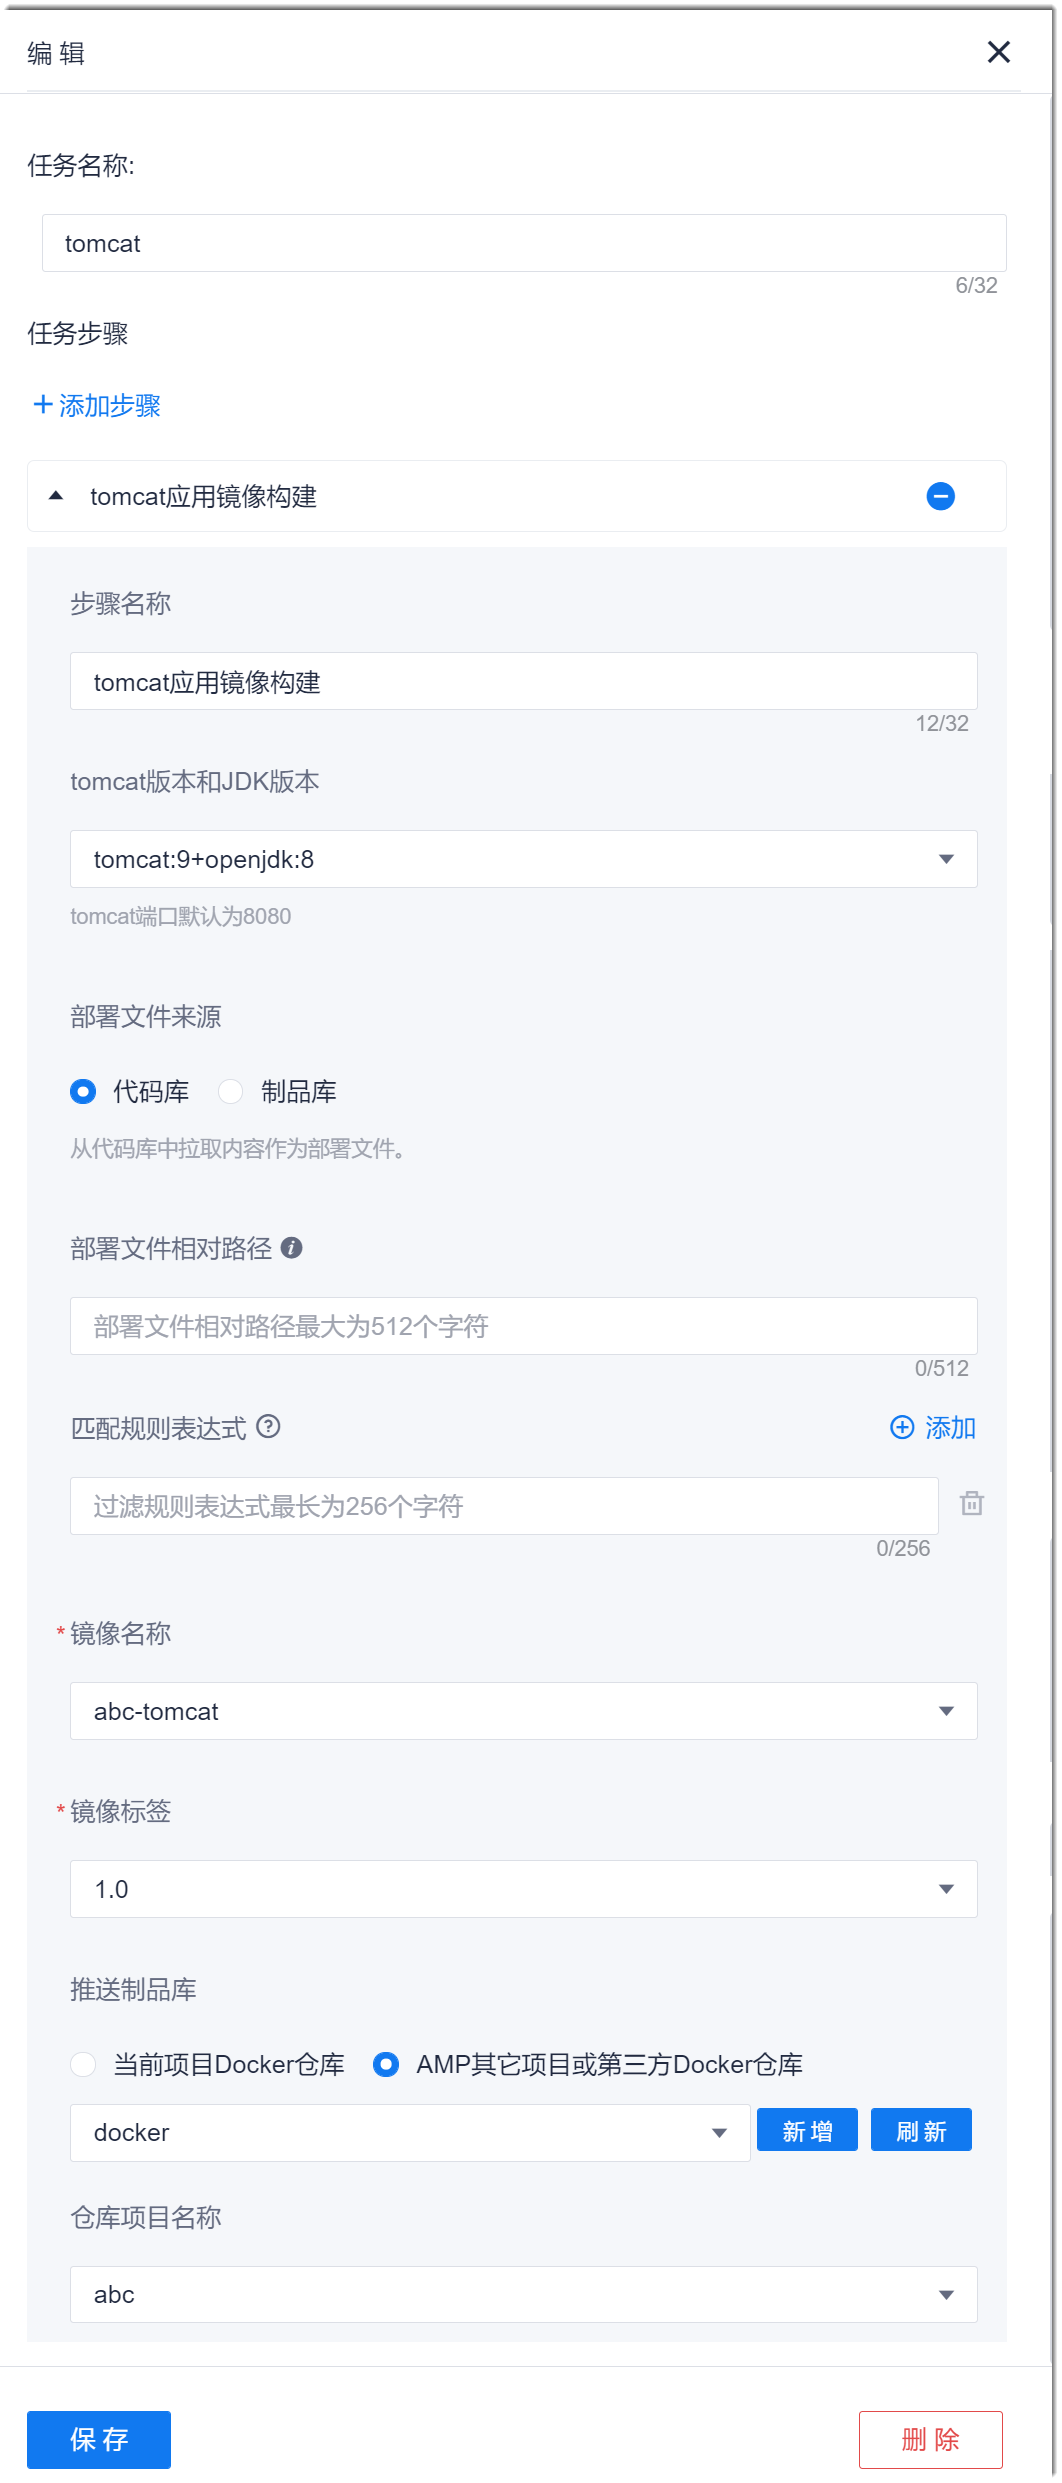 编 辑
任务名称:
tomcat
6/32
任务步骤
添加步骤
tomcat应用镜像构建
步骤名称
tomcat应用镜像构建
12/32
tomcat版本和JDK版本
tomcat:9+openjdk:8
tomcat端口默认为8080
部署文件来源
代码库 制品库
从代码库中拉取内容作为部署文件。
部署文件相对路径
部署文件相对路径最大为512个字符
0/512
匹配规则表达式 添加
过滤规则表达式最长为256个字符
0/256
*镜像名称
abc-tomcat
*镜像标签
1.0
推送制品库
当前项目Docker仓库 AMP其它项目或第三方Docker仓库
docker 新 增 刷 新
仓库项目名称
abc
保 存 删 除